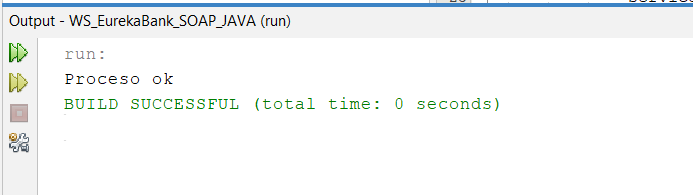 Output - WS_EurekaBank_SOAP_JAVA (run)
run:
Proceso ok
BUILD SUCCESSFUL (total time: 0 seconds)